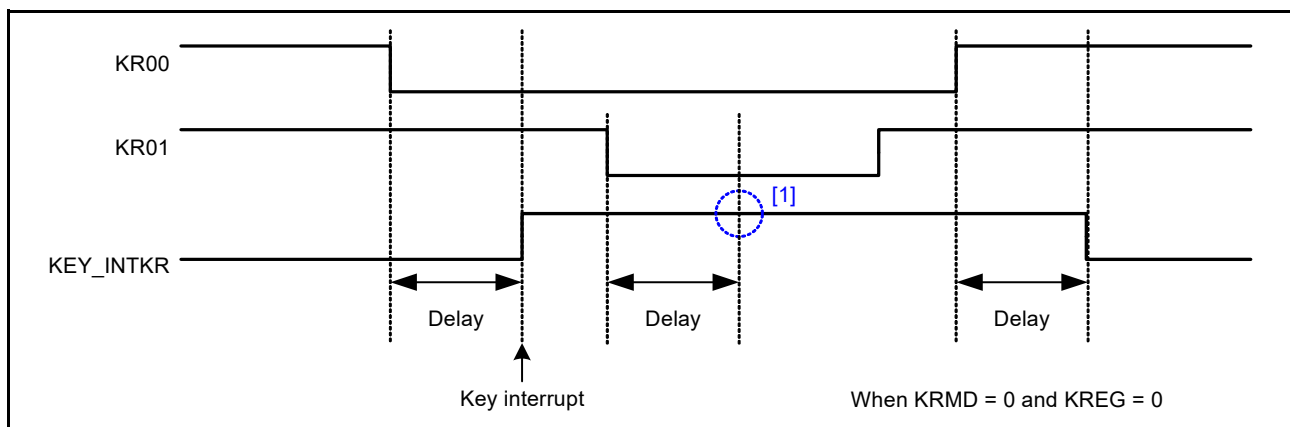 KR00
KR01
[1]
KEY_INTKR
Delay Delay Delay
Key interrupt When KRMD = 0 and KREG = 0